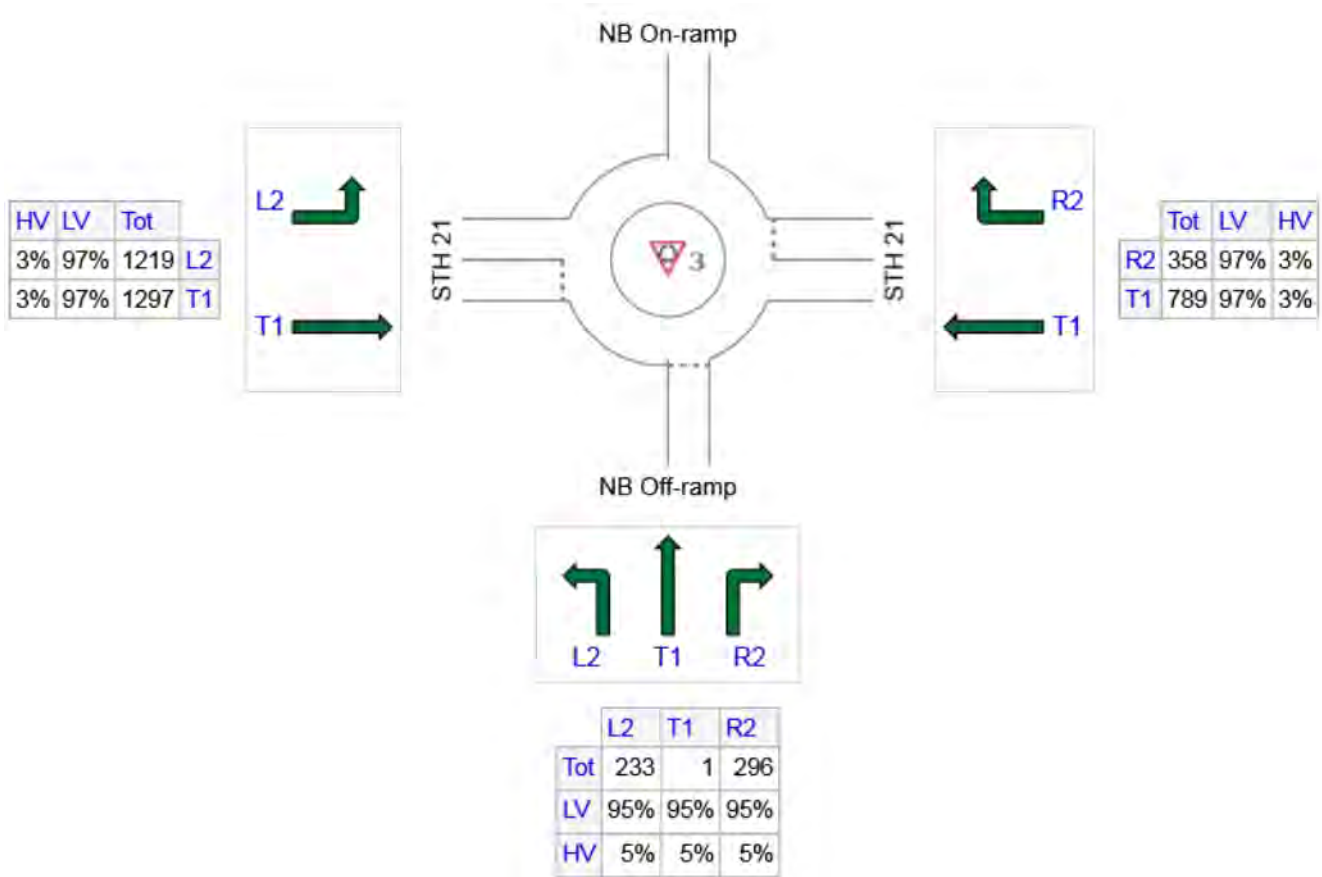 NB On-ramp
L2
T1
HV LV Tot
3% 97% 1219 L2
3% 97% 1297 T1
STH 21
3
STH 21
R2
T1
Tot LV HV
R2 358 97% 3%
T1 789 97% 3%
NB Off-ramp
L2 T1 R2
L2 T1 R2
Tot 233 1 296
LV 95% 95% 95%
HV 5% 5% 5%